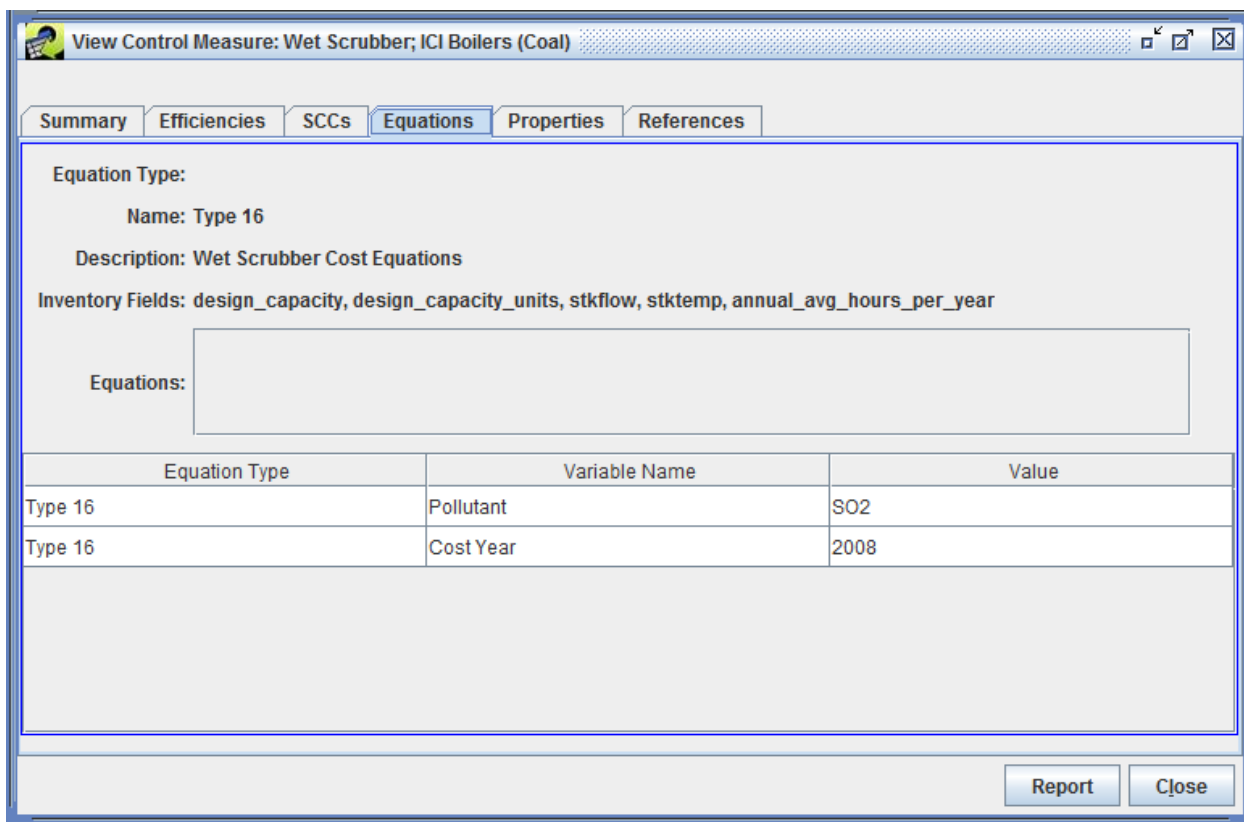 View Control Measure: Wet Scrubber; ICI Boilers (Coal)
Summary Efficiencies SCCs Equations Properties References
Equation Type:
Name: Type 16
Description: Wet Scrubber Cost Equations
Inventory Fields: design_capacity, design_capacity_units, stkflow, stktemp, annual_avg_hours_per_year
Equations:
Equation Type Variable Name Value
Type 16 Pollutant SO2
Type 16 Cost Year 2008
Report Close